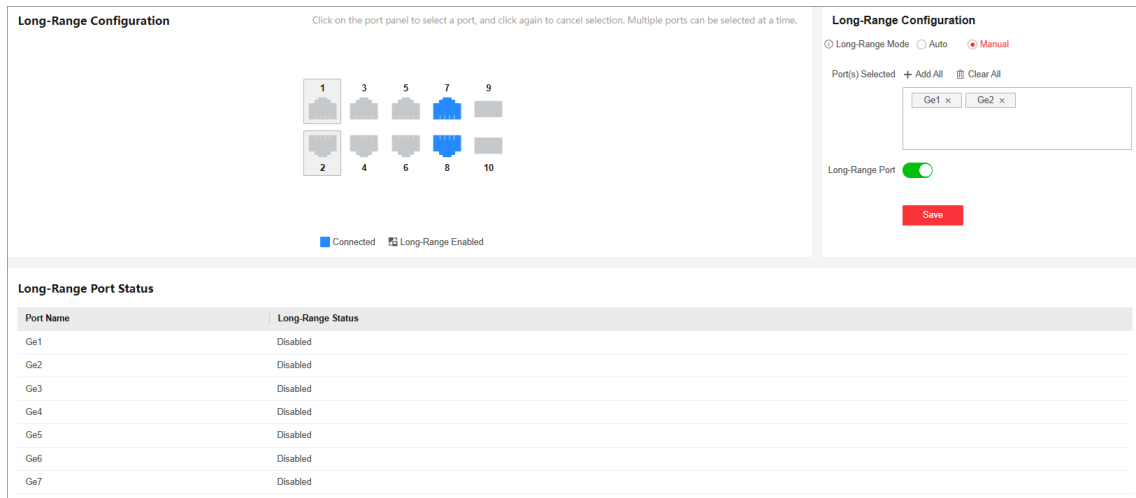 Long-Range Configuration
Click on the port panel to select a port, and click again to cancel selection. Multiple ports can be selected at a time.
1 3 5 7 9
2 4 6 8 10
Connected Long-Range Enabled
Long-Range Configuration
Long-Range Mode Auto Manual
Port(s) Selected + Add All Clear All
Ge1 × Ge2 ×
Long-Range Port
Save
Long-Range Port Status
Port Name Long-Range Status
Ge1 Disabled
Ge2 Disabled
Ge3 Disabled
Ge4 Disabled
Ge5 Disabled
Ge6 Disabled
Ge7 Disabled